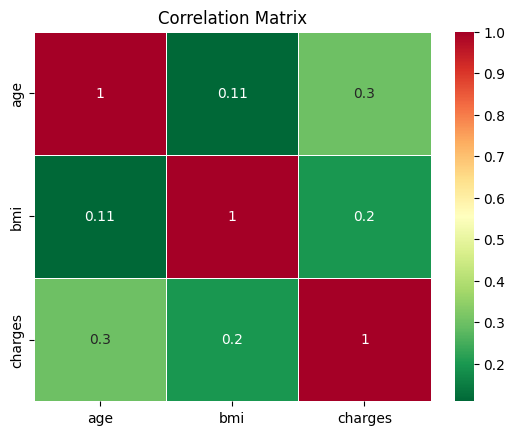 Correlation Matrix
age
1
0.11
0.3
bmi
0.11
1
0.2
charges
0.3
0.2
1
age
bmi
charges
1.0
0.9
0.8
0.7
0.6
0.5
0.4
0.3
0.2